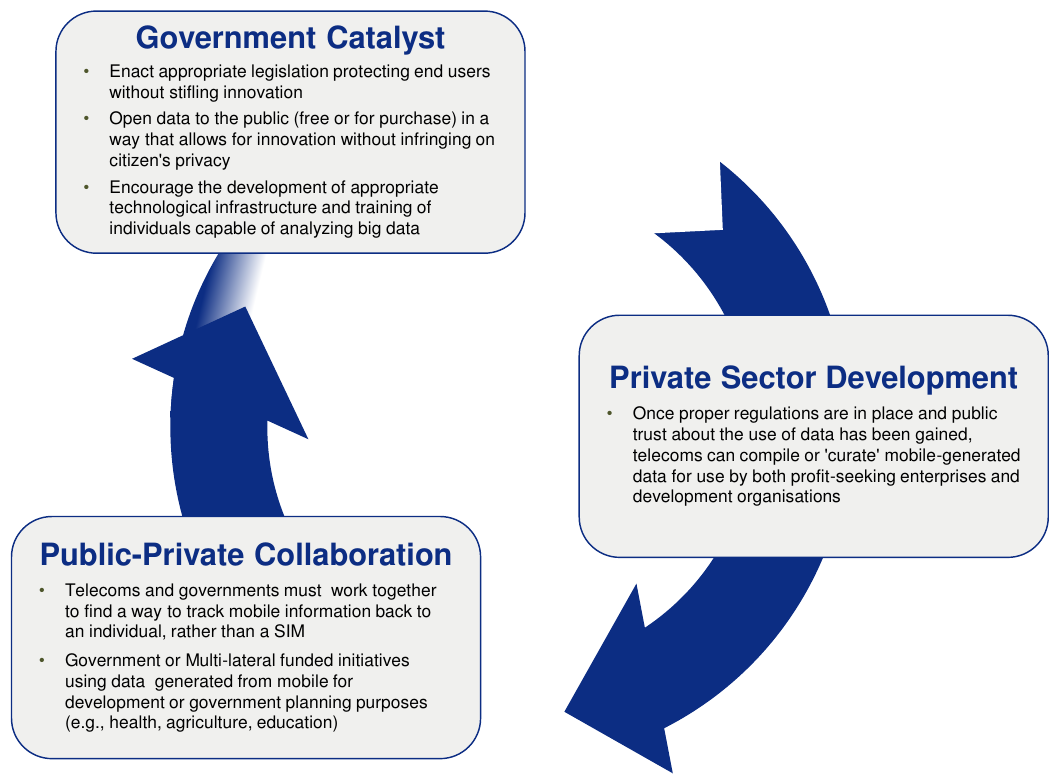 Government Catalyst
• Enact appropriate legislation protecting end users
without stifling innovation
• Open data to the public (free or for purchase) in a
way that allows for innovation without infringing on
citizen's privacy
• Encourage the development of appropriate
technological infrastructure and training of
individuals capable of analyzing big data
Private Sector Development
• Once proper regulations are in place and public
trust about the use of data has been gained,
telecoms can compile or 'curate' mobile-generated
data for use by both profit-seeking enterprises and
development organisations
Public-Private Collaboration
• Telecoms and governments must  work together
to find a way to track mobile information back to
an individual, rather than a SIM
• Government or Multi-lateral funded initiatives
using data  generated from mobile for
development or government planning purposes
(e.g., health, agriculture, education)